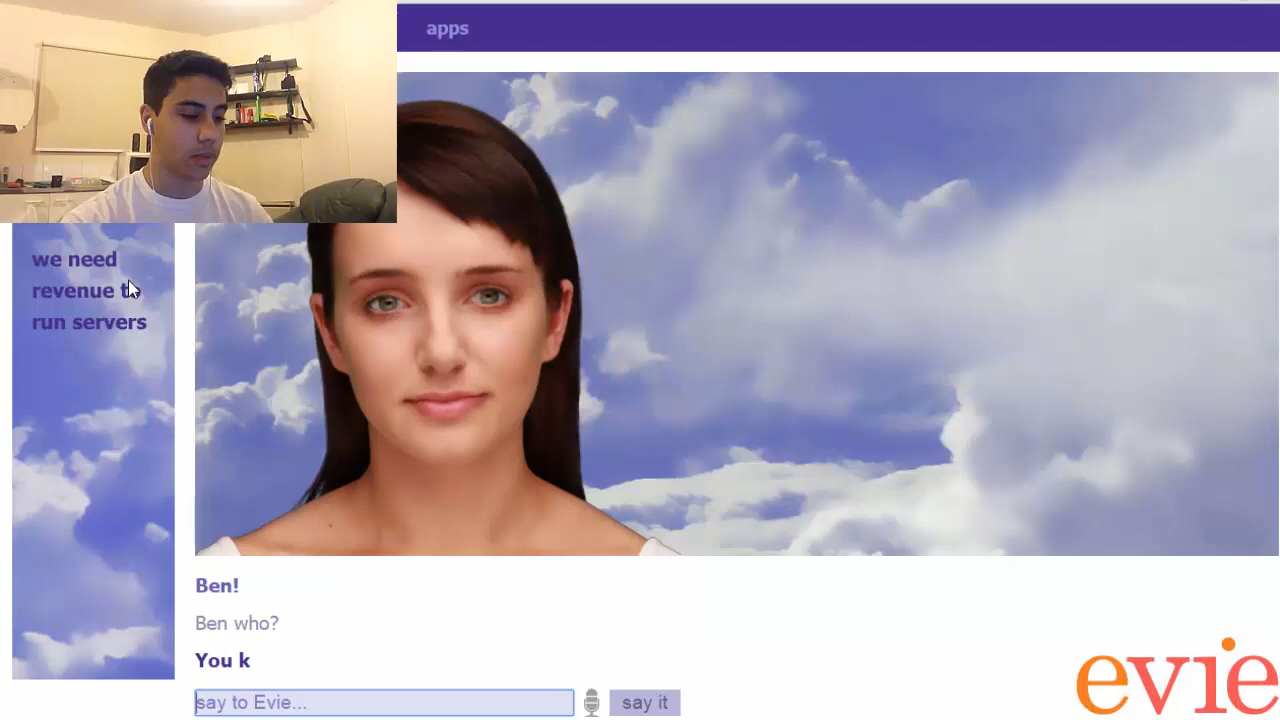 apps
we need
revenue
run servers
Ben!
Ben who?
You k
say to Evie...
say it
evie